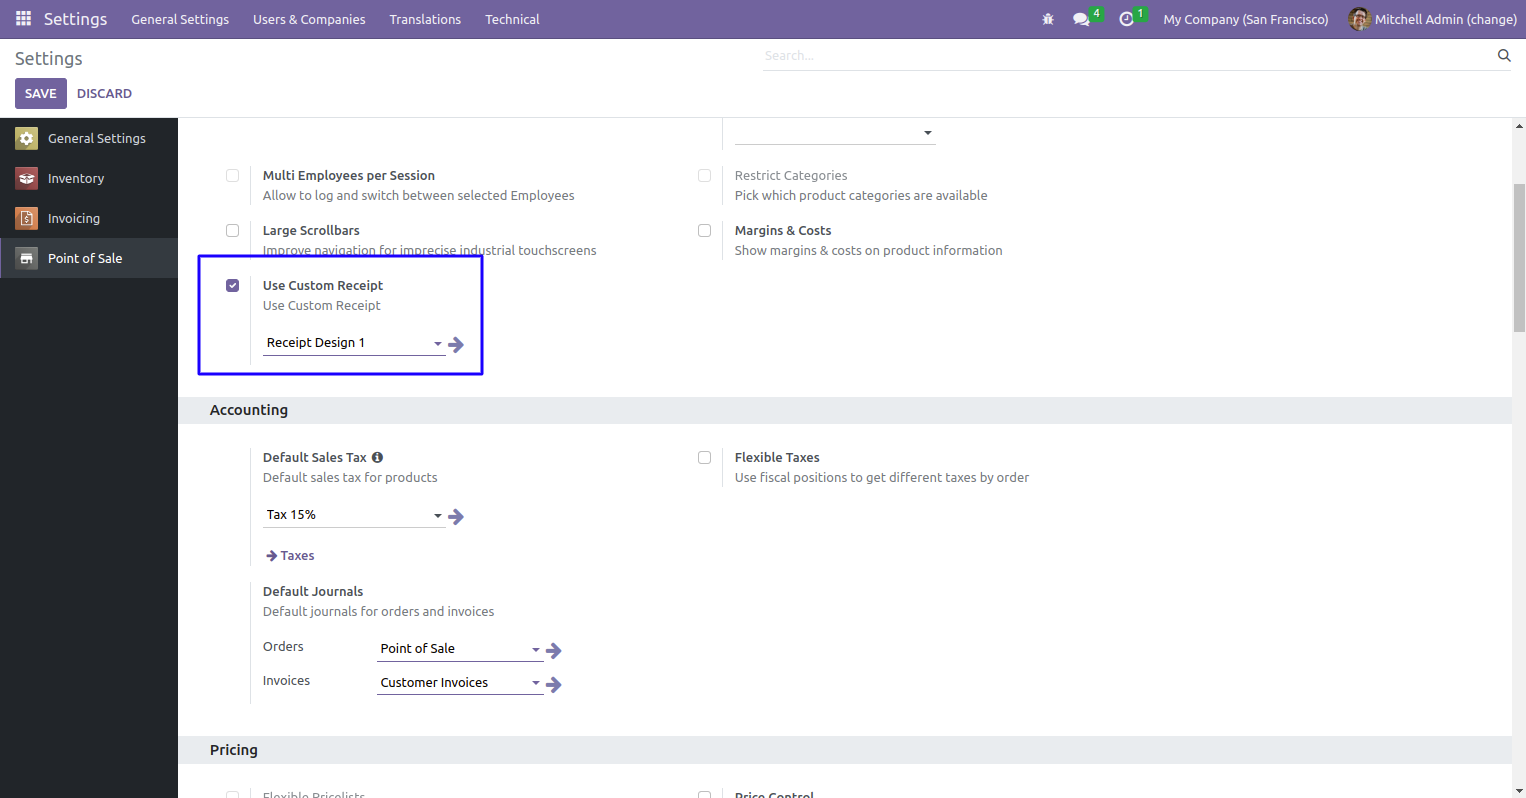 Settings General Settings Users & Companies Translations Technical 4 1 My Company (San Francisco) Mitchell Admin (change)
Settings
Search...
SAVE DISCARD
General Settings
Inventory
Invoicing
Point of Sale
Multi Employees per Session
Allow to log and switch between selected Employees
Restrict Categories
Pick which product categories are available
Large Scrollbars
Improve navigation for imprecise industrial touchscreens
Margins & Costs
Show margins & costs on product information
Use Custom Receipt
Use Custom Receipt
Receipt Design 1
Accounting
Default Sales Tax
Default sales tax for products
Tax 15%
Taxes
Flexible Taxes
Use fiscal positions to get different taxes by order
Default Journals
Default journals for orders and invoices
Orders Point of Sale
Invoices Customer Invoices
Pricing
Flexible Pricelists
Price Control